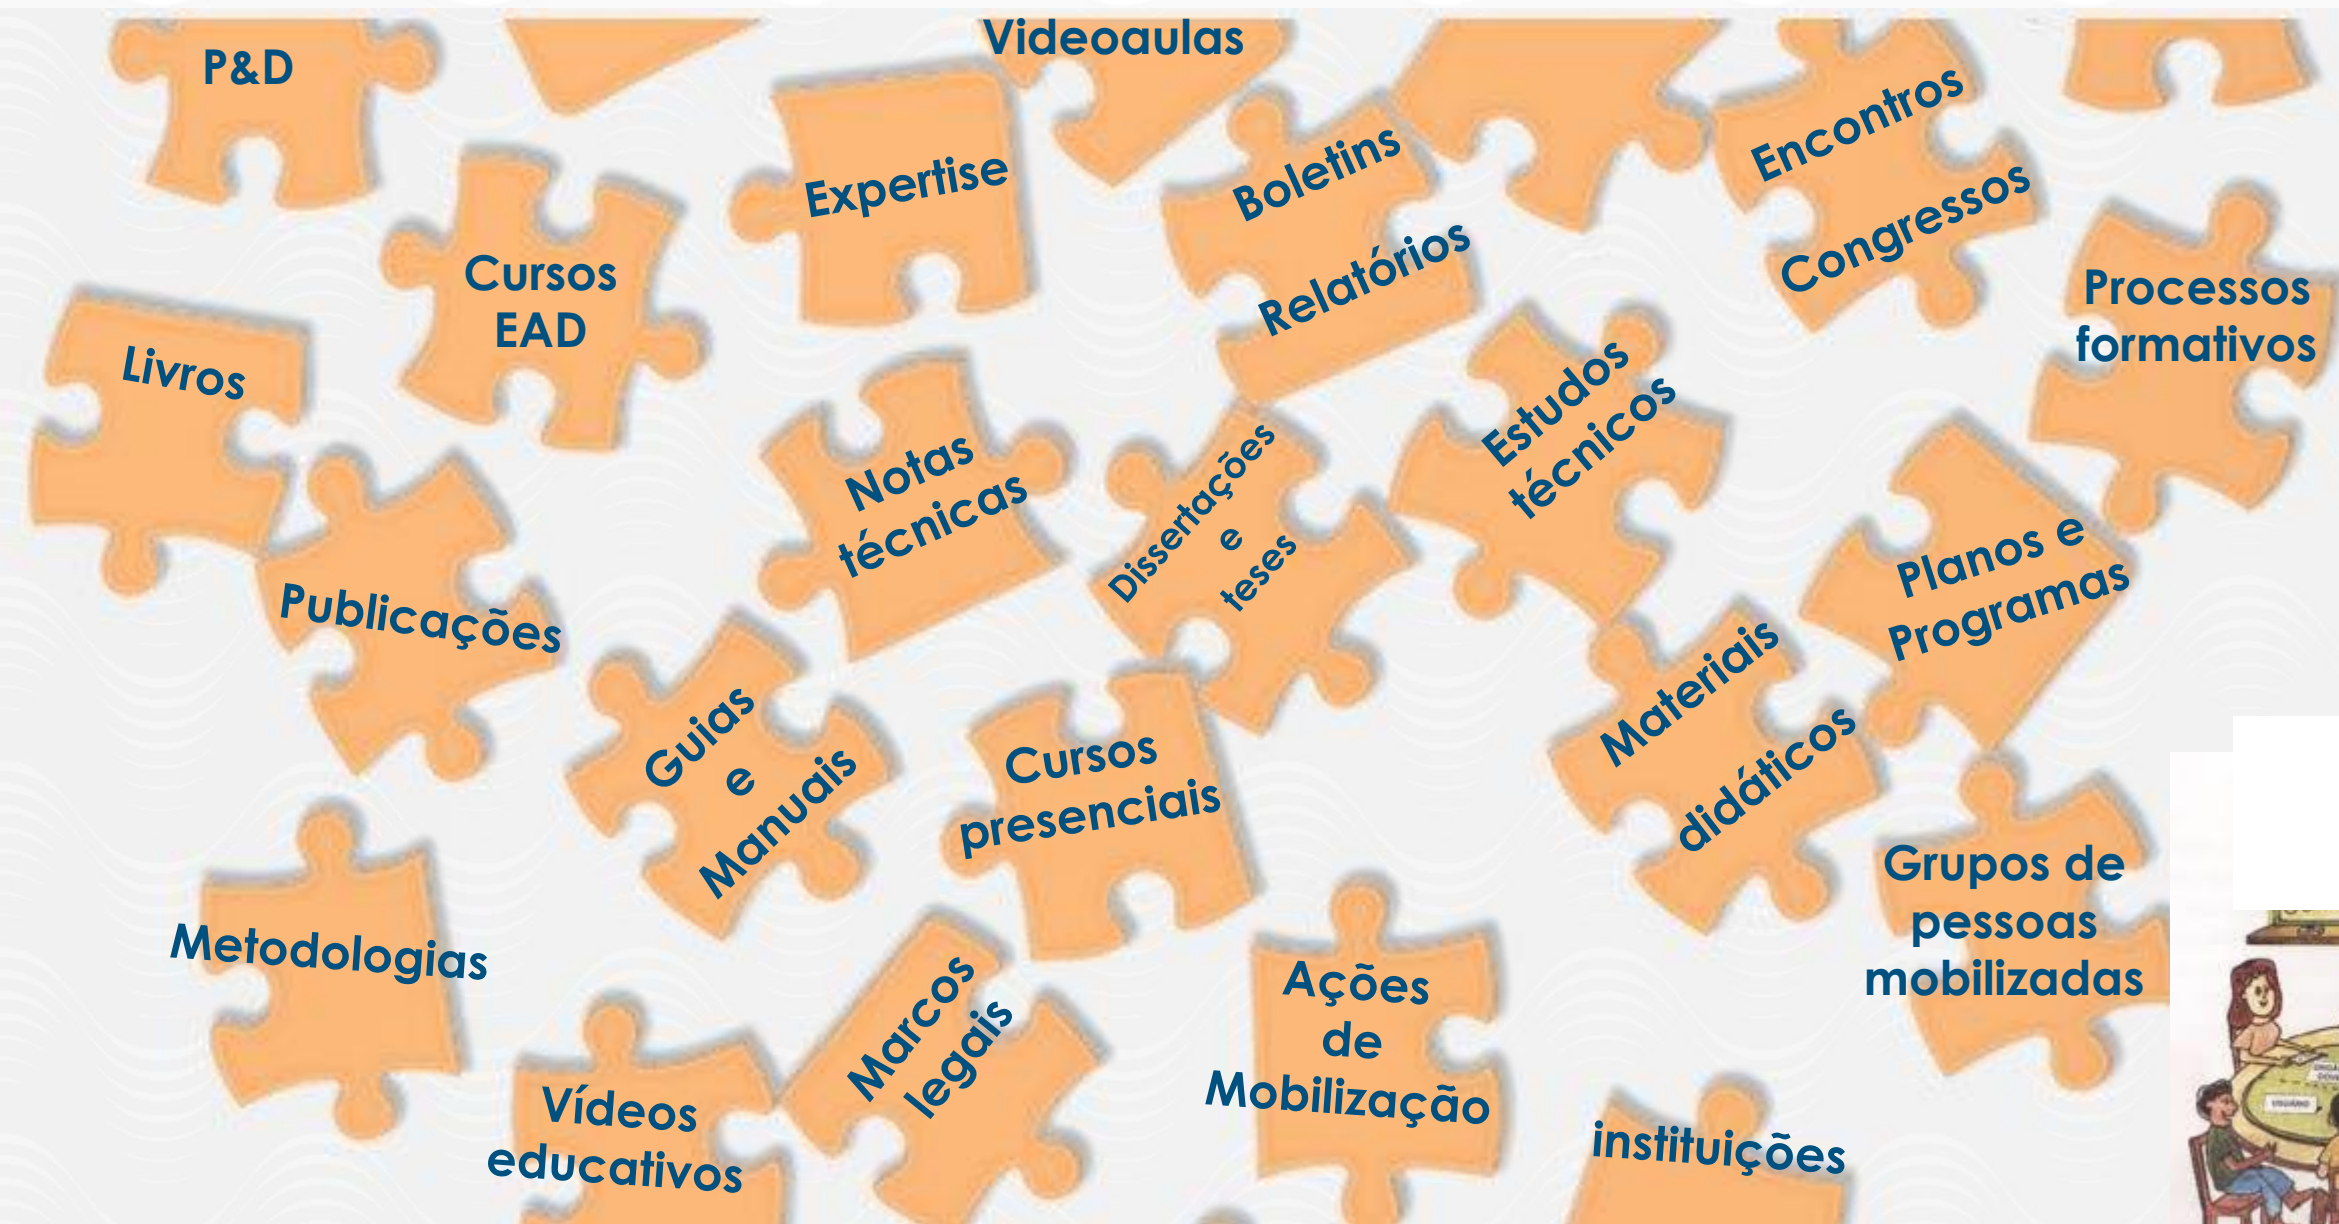 Videoaulas
P&D
Expertise
Boletins
Relatórios
Encontros
Congressos
Cursos
EAD
Processos
formativos
Livros
Notas
técnicas
Dissertações
e
teses
Estudos
técnicos
Planos e
Programas
Publicações
Guias
e
Manuais
Cursos
presenciais
Materiais
didáticos
Grupos de
pessoas
mobilizadas
Metodologias
Marcos
legais
Ações
de
Mobilização
Vídeos
educativos
instituições
USUÁRIO